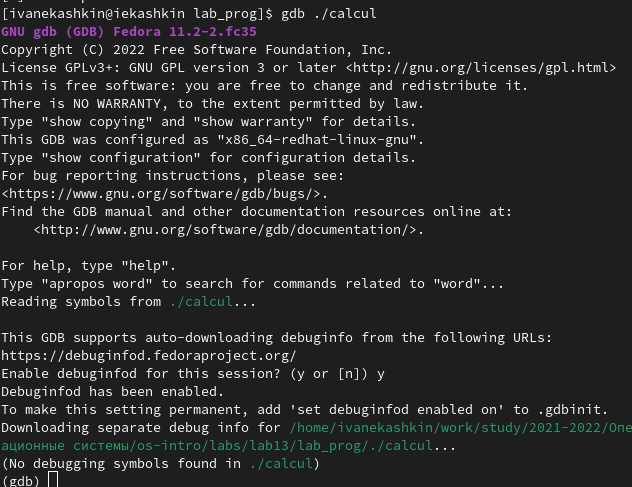 [ivanekashkin@iekashkin lab_prog]$ gdb ./calcul
GNU gdb (GDB) Fedora 11.2-2.fc35
Copyright (C) 2022 Free Software Foundation, Inc.
License GPLv3+: GNU GPL version 3 or later <http://gnu.org/licenses/gpl.html>
This is free software: you are free to change and redistribute it.
There is NO WARRANTY, to the extent permitted by law.
Type "show copying" and "show warranty" for details.
This GDB was configured as "x86_64-redhat-linux-gnu".
Type "show configuration" for configuration details.
For bug reporting instructions, please see:
<https://www.gnu.org/software/gdb/bugs/>.
Find the GDB manual and other documentation resources online at:
    <http://www.gnu.org/software/gdb/documentation/>.

For help, type "help".
Type "apropos word" to search for commands related to "word"...
Reading symbols from ./calcul...

This GDB supports auto-downloading debuginfo from the following URLs:
https://debuginfod.fedoraproject.org/
Enable debuginfod for this session? (y or [n]) y
Debuginfod has been enabled.
To make this setting permanent, add 'set debuginfod enabled on' to .gdbinit.
Downloading separate debug info for /home/ivanekashkin/work/study/2021-2022/Опе
ационные системы/os-intro/labs/lab13/lab_prog/./calcul...
(No debugging symbols found in ./calcul)
(gdb)